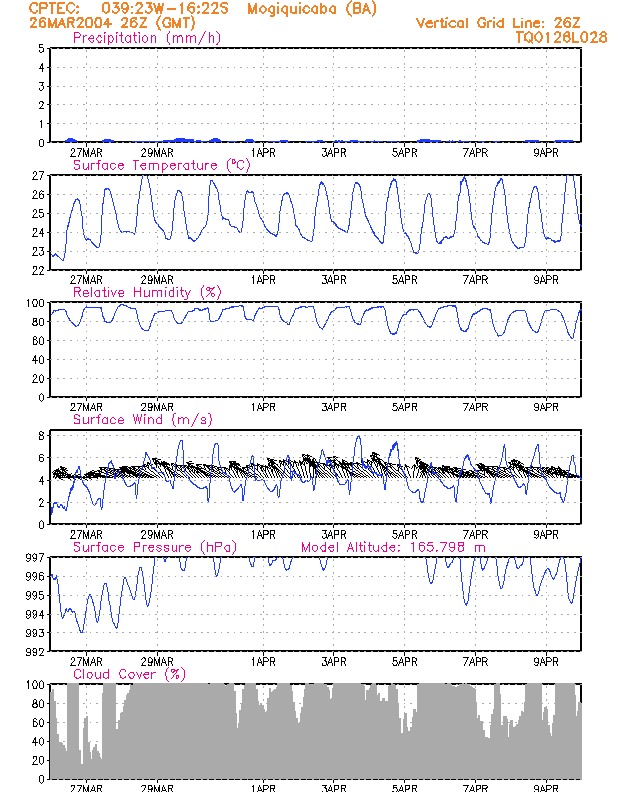 CPTEC: 039:23W-16:22S Mogiquicaba (BA)
26MAR2004 26Z (GMT) Vertical Grid Line: 26Z
Precipitation (mm/h) TQ0126L028
5
4
3
2
1
0
27MAR 29MAR 1APR 3APR 5APR 7APR 9APR
Surface Temperature (ºC)
27
26
25
24
23
22
27MAR 29MAR 1APR 3APR 5APR 7APR 9APR
Relative Humidity (%)
100
80
60
40
20
0
27MAR 29MAR 1APR 3APR 5APR 7APR 9APR
Surface Wind (m/s)
8
6
4
2
0
27MAR 29MAR 1APR 3APR 5APR 7APR 9APR
Surface Pressure (hPa) Model Altitude: 165.798 m
997
996
995
994
993
992
27MAR 29MAR 1APR 3APR 5APR 7APR 9APR
Cloud Cover (%)
100
80
60
40
20
0
27MAR 29MAR 1APR 3APR 5APR 7APR 9APR